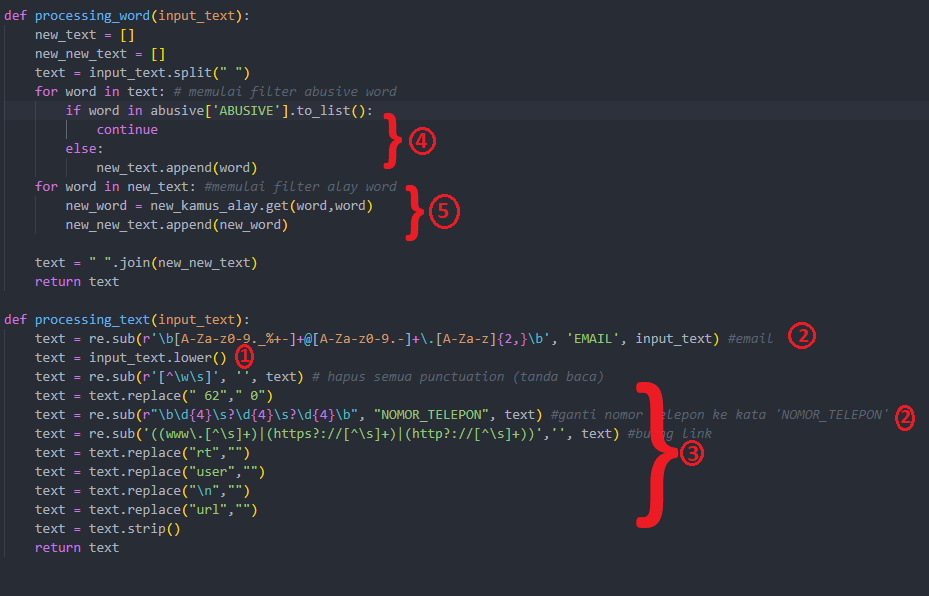 def processing_word(input_text):
    new_text = []
    new_new_text = []
    text = input_text.split(" ")
    for word in text: # memulai filter abusive word
        if word in abusive['ABUSIVE'].to_list():
            continue
        else:
            new_text.append(word)
    for word in new_text: #memulai filter alay word
        new_word = new_kamus_alay.get(word,word)
        new_new_text.append(new_word)
    text = " ".join(new_new_text)
    return text
def processing_text(input_text):
    text = re.sub(r'\b[A-Za-z0-9._%+-]+@[A-Za-z0-9.-]+\.[A-Za-z]{2,}\b', 'EMAIL', input_text) #email 2
    text = input_text.lower() 1
    text = re.sub(r'[^\w\s]', '', text) # hapus semua punctuation (tanda baca)
    text = text.replace(" 62"," 0")
    text = re.sub(r"\b\d{4}\s?\d{4}\s?\d{4}\b", "NOMOR_TELEPON", text) #ganti nomor telepon ke kata 'NOMOR_TELEPON' 2
    text = re.sub('((www\.[^\s]+)|(https?://[^\s]+)|(http?://[^\s]+))','', text) #buang link
    text = text.replace("rt","")
    text = text.replace("user","")
    text = text.replace("\n","")
    text = text.replace("url","")
    text = text.strip()
    return text
4
5
3